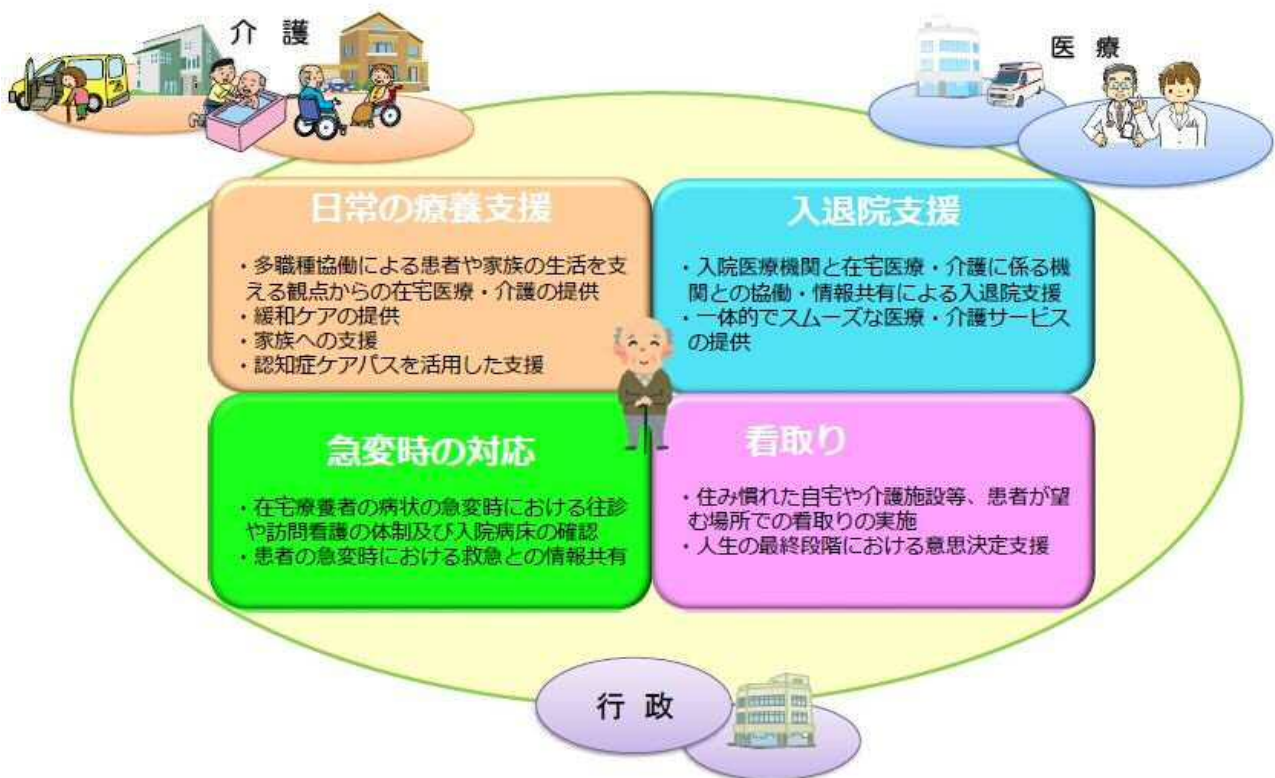 介 護
医 療
日常の療養支援
・多職種協働による患者や家族の生活を支
える観点からの在宅医療・介護の提供
・緩和ケアの提供
・家族への支援
・認知症ケアパスを活用した支援
入退院支援
・入院医療機関と在宅医療・介護に係る機
関との協働・情報共有による入退院支援
・一体的でスムーズな医療・介護サービス
の提供
急変時の対応
・在宅療養者の病状の急変時における往診
や訪問看護の体制及び入院病床の確認
・患者の急変時における救急との情報共有
看取り
・住み慣れた自宅や介護施設等、患者が望
む場所での看取りの実施
・人生の最終段階における意思決定支援
行 政